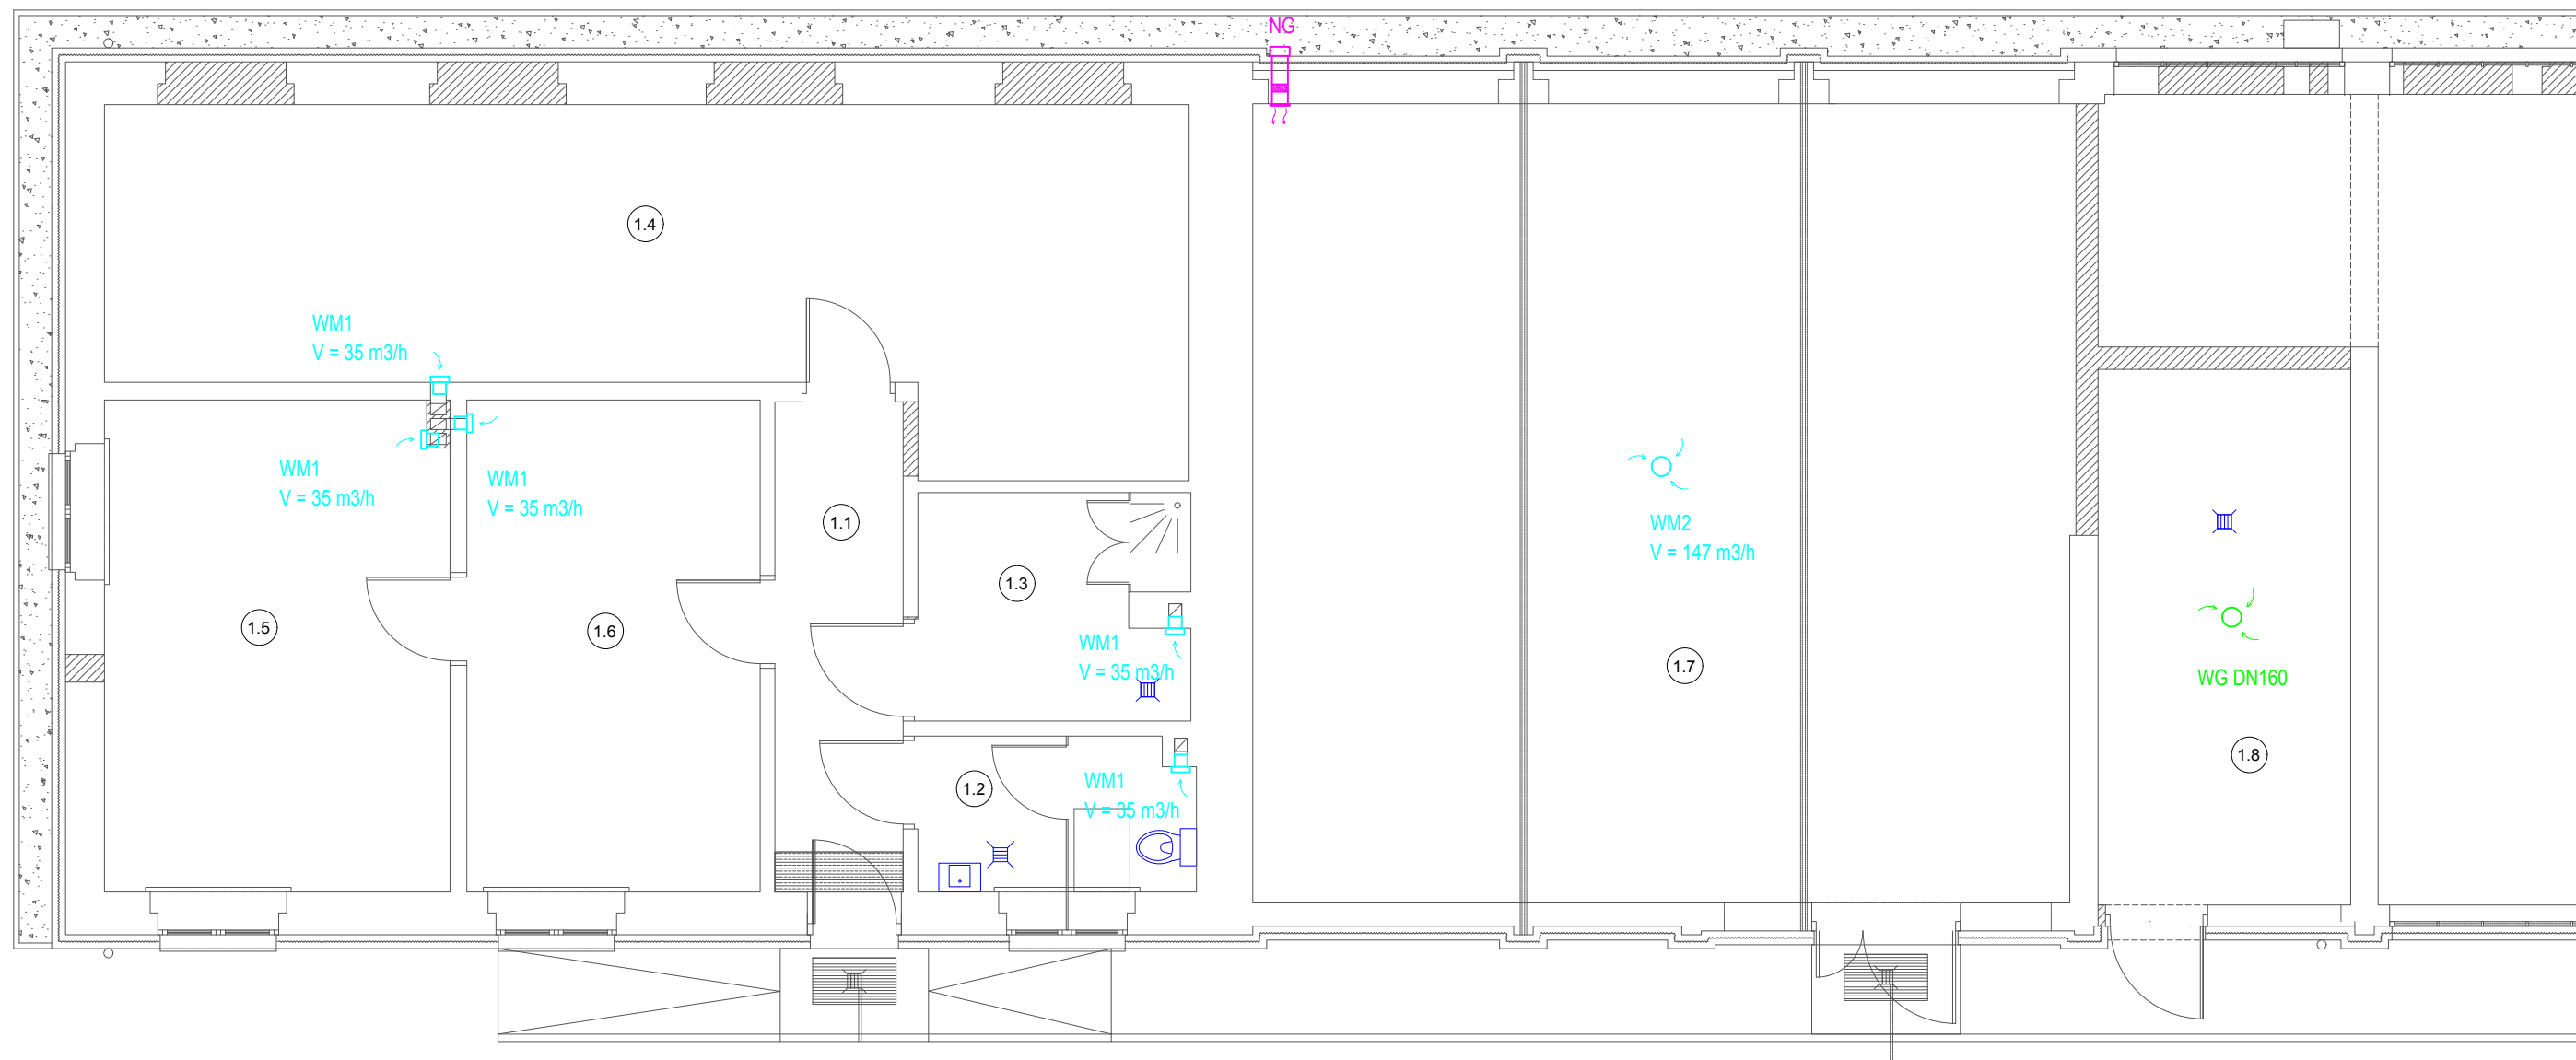 NG
1.4
WM1
V = 35 m3/h
WM1
V = 35 m3/h
WM1
V = 35 m3/h
1.1
WM2
V = 147 m3/h
1.3
1.5
1.6
WM1
V = 35 m3/h
1.7
WG DN160
1.8
1.2
WM1
V = 35 m3/h